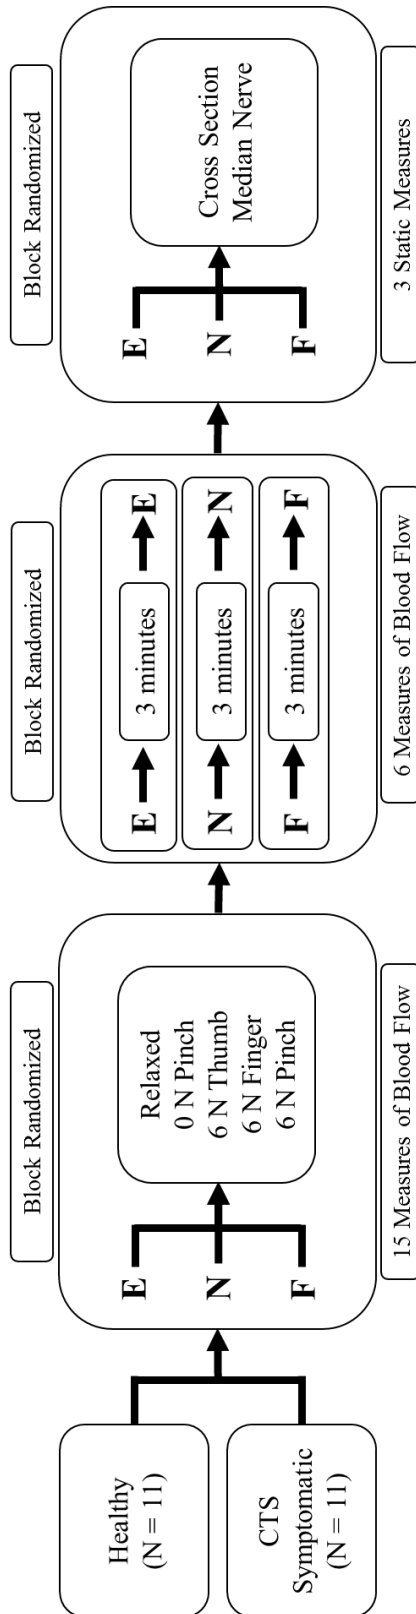 Healthy
(N = 11)
CTS
Symptomatic
(N = 11)
Block Randomized
E
N
F
Relaxed
0 N Pinch
6 N Thumb
6 N Finger
6 N Pinch
15 Measures of Blood Flow
Block Randomized
E 3 minutes E
N 3 minutes N
F 3 minutes F
6 Measures of Blood Flow
Block Randomized
E
N
F
Cross Section
Median Nerve
3 Static Measures